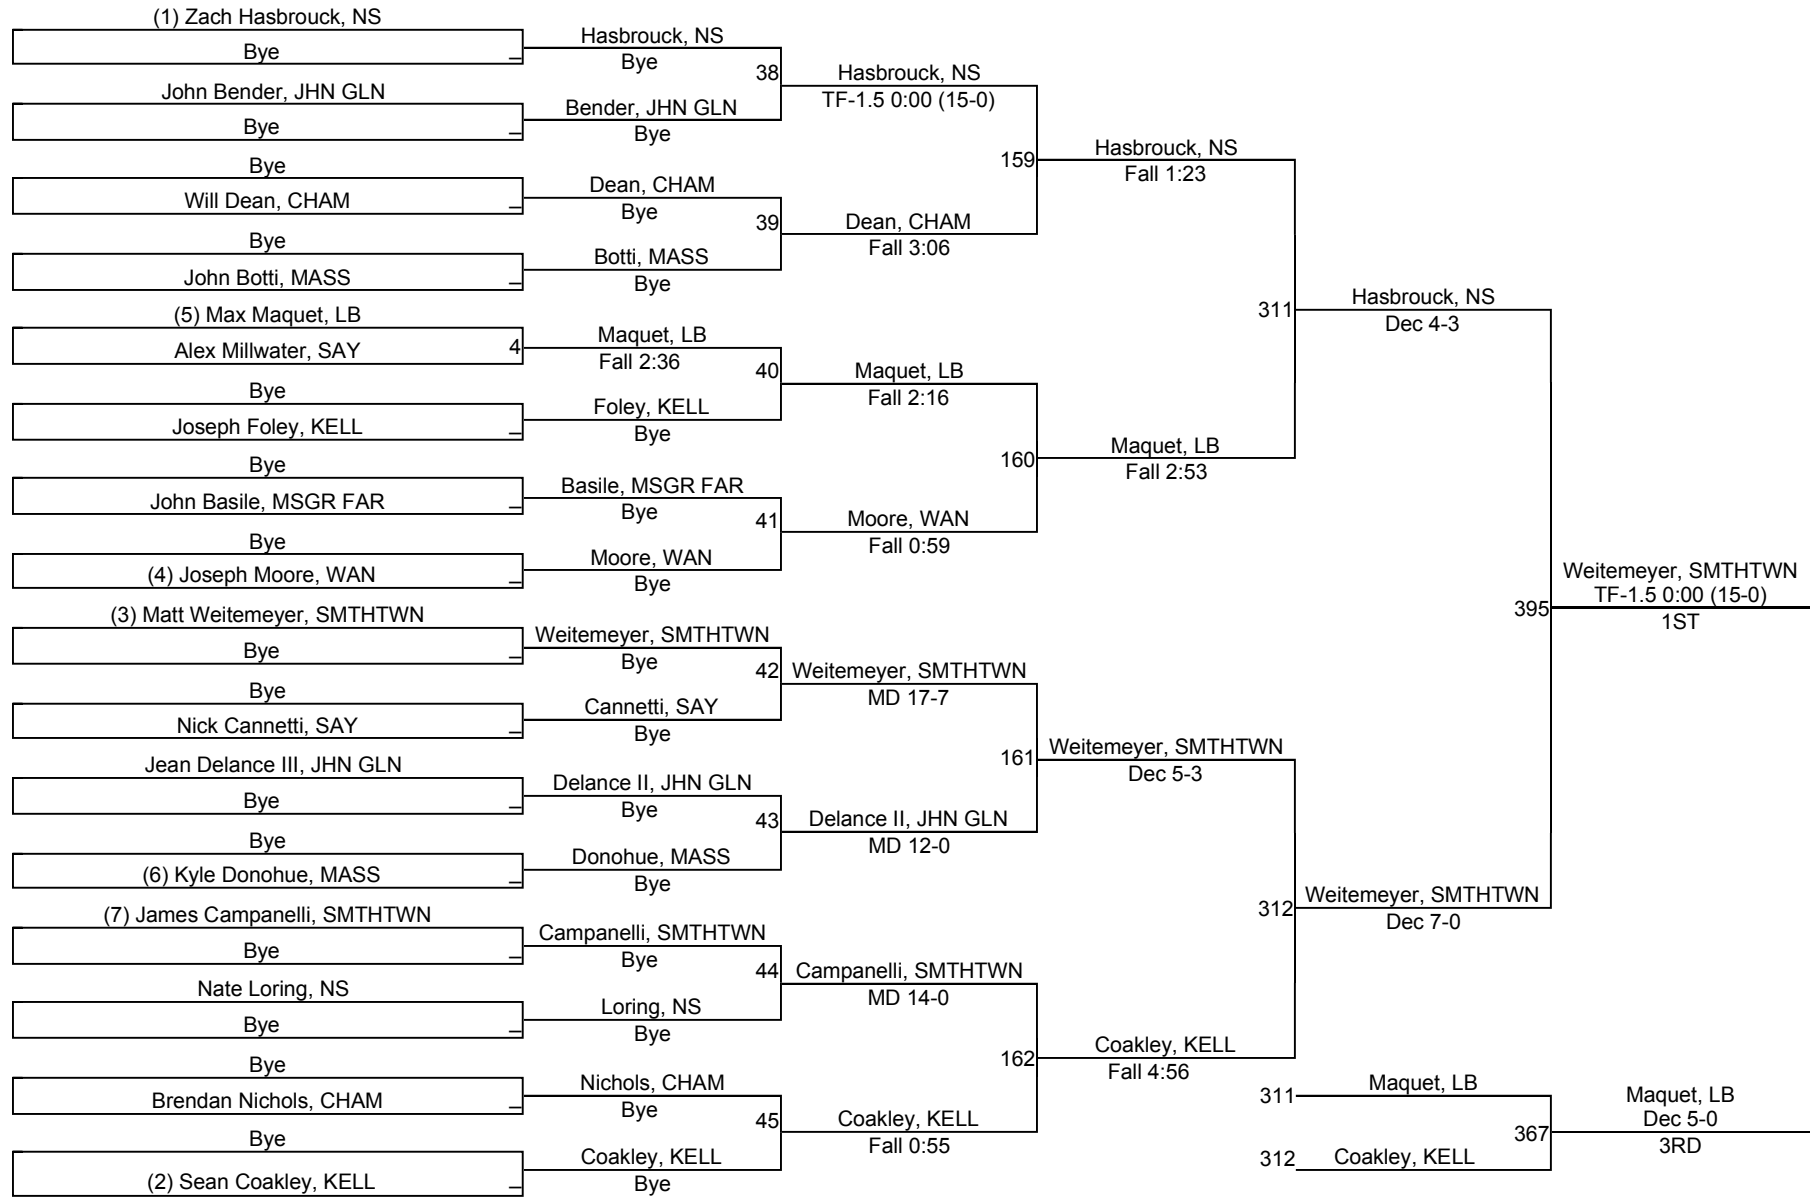 (1) Zach Hasbrouck, NS
Bye
John Bender, JHN GLN
Bye
Bye
Will Dean, CHAM
Bye
John Botti, MASS
(5) Max Maquet, LB
Alex Millwater, SAY 4
Bye
Joseph Foley, KELL
Bye
John Basile, MSGR FAR
Bye
(4) Joseph Moore, WAN
(3) Matt Weitemeyer, SMTHTWN
Bye
Bye
Nick Cannetti, SAY
Jean Delance III, JHN GLN
Bye
Bye
(6) Kyle Donohue, MASS
(7) James Campanelli, SMTHTWN
Bye
Nate Loring, NS
Bye
Bye
Brendan Nichols, CHAM
Bye
(2) Sean Coakley, KELL
Hasbrouck, NS
Bye
38
Bender, JHN GLN
Bye
Dean, CHAM
Bye
39
Botti, MASS
Bye
Maquet, LB
Fall 2:36
40
Foley, KELL
Bye
Basile, MSGR FAR
Bye
41
Moore, WAN
Bye
Weitemeyer, SMTHTWN
Bye
42
Cannetti, SAY
Bye
Delance II, JHN GLN
Bye
43
Donohue, MASS
Bye
Campanelli, SMTHTWN
Bye
44
Loring, NS
Bye
Nichols, CHAM
Bye
45
Coakley, KELL
Bye
Hasbrouck, NS
TF-1.5 0:00 (15-0)
159
Dean, CHAM
Fall 3:06
Maquet, LB
Fall 2:16
160
Moore, WAN
Fall 0:59
Weitemeyer, SMTHTWN
MD 17-7
161
Delance II, JHN GLN
MD 12-0
Campanelli, SMTHTWN
MD 14-0
162
Coakley, KELL
Fall 0:55
Hasbrouck, NS
Fall 1:23
311
Maquet, LB
Fall 2:53
Weitemeyer, SMTHTWN
Dec 5-3
312
Coakley, KELL
Fall 4:56
Hasbrouck, NS
Dec 4-3
395
Weitemeyer, SMTHTWN
Dec 7-0
Weitemeyer, SMTHTWN
TF-1.5 0:00 (15-0)
1ST
311 Maquet, LB
367
312 Coakley, KELL
Maquet, LB
Dec 5-0
3RD